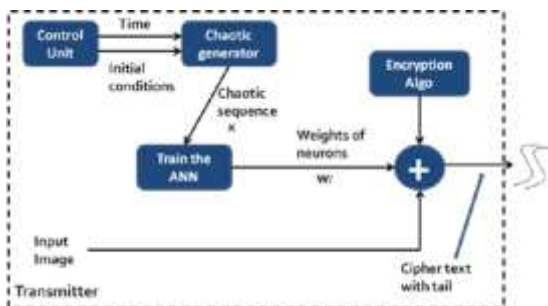 Control
Unit
Time
Initial
conditions
Chaotic
generator
Chaotic
sequence
x
Encryption
Algo
Train the
ANN
Weights of
neurons
Wi
+
Input
Image
Cipher text
with tail
Transmitter